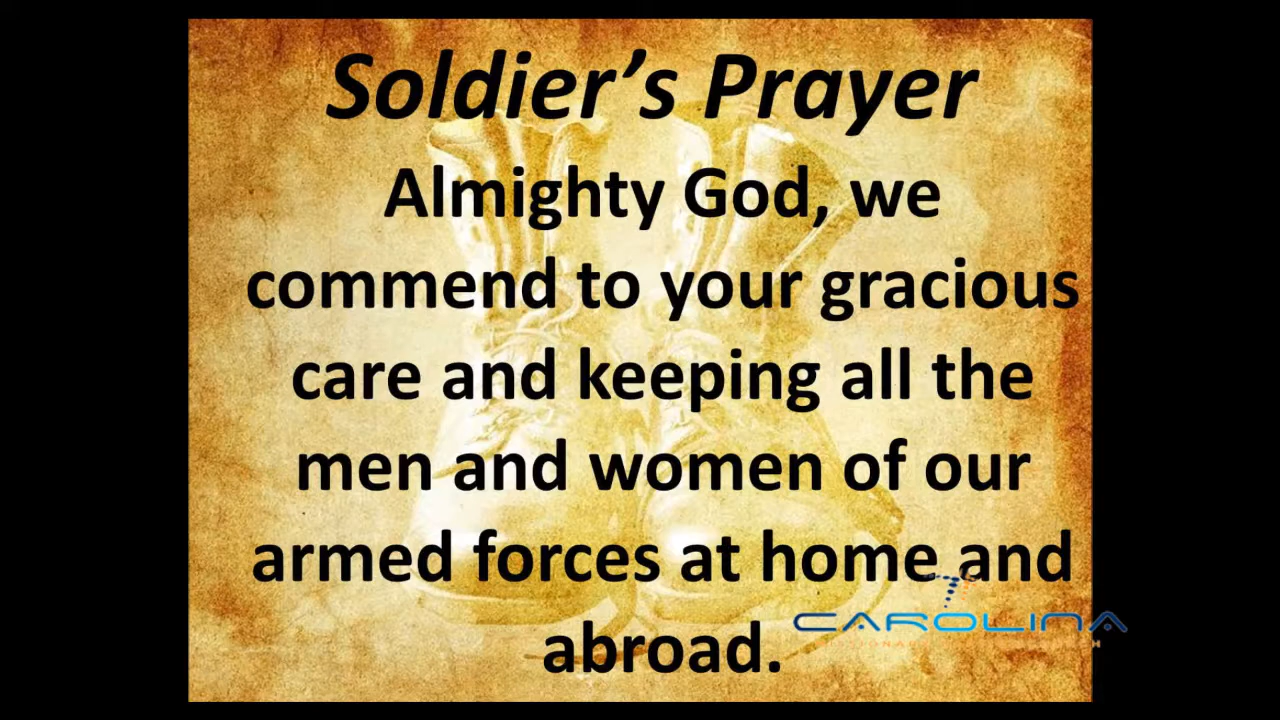 Soldier’s Prayer
Almighty God, we
commend to your gracious
care and keeping all the
men and women of our
armed forces at home and
abroad.
CAROLINA